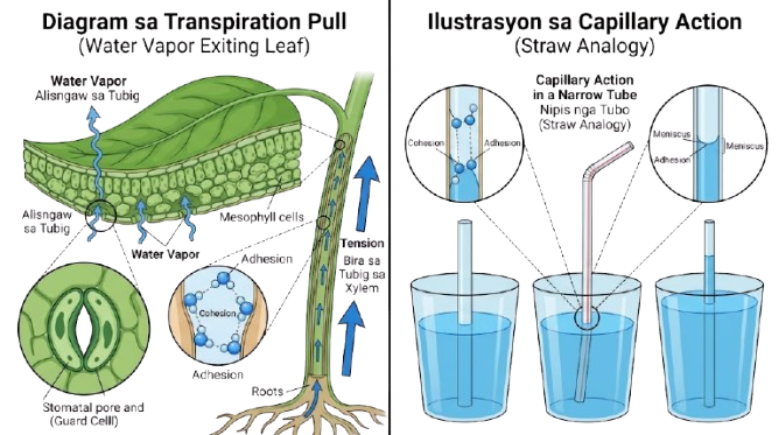 Diagram sa Transpiration Pull
(Water Vapor Exiting Leaf)
Water Vapor
Alisngaw sa Tubig
Alisngaw
sa Tubig
Mesophyll cells
Water Vapor
Adhesion
Cohesion
Adhesion
Tension
Bira sa
Tubig sa
Xylem
Roots
Stomatal pore and
(Guard Celll)
Ilustrasyon sa Capillary Action
(Straw Analogy)
Capillary Action
in a Narrow Tube
Nipis nga Tubo
(Straw Analogy)
Cohesion
Adhesion
Meniscus
Adhesion
Meniscus